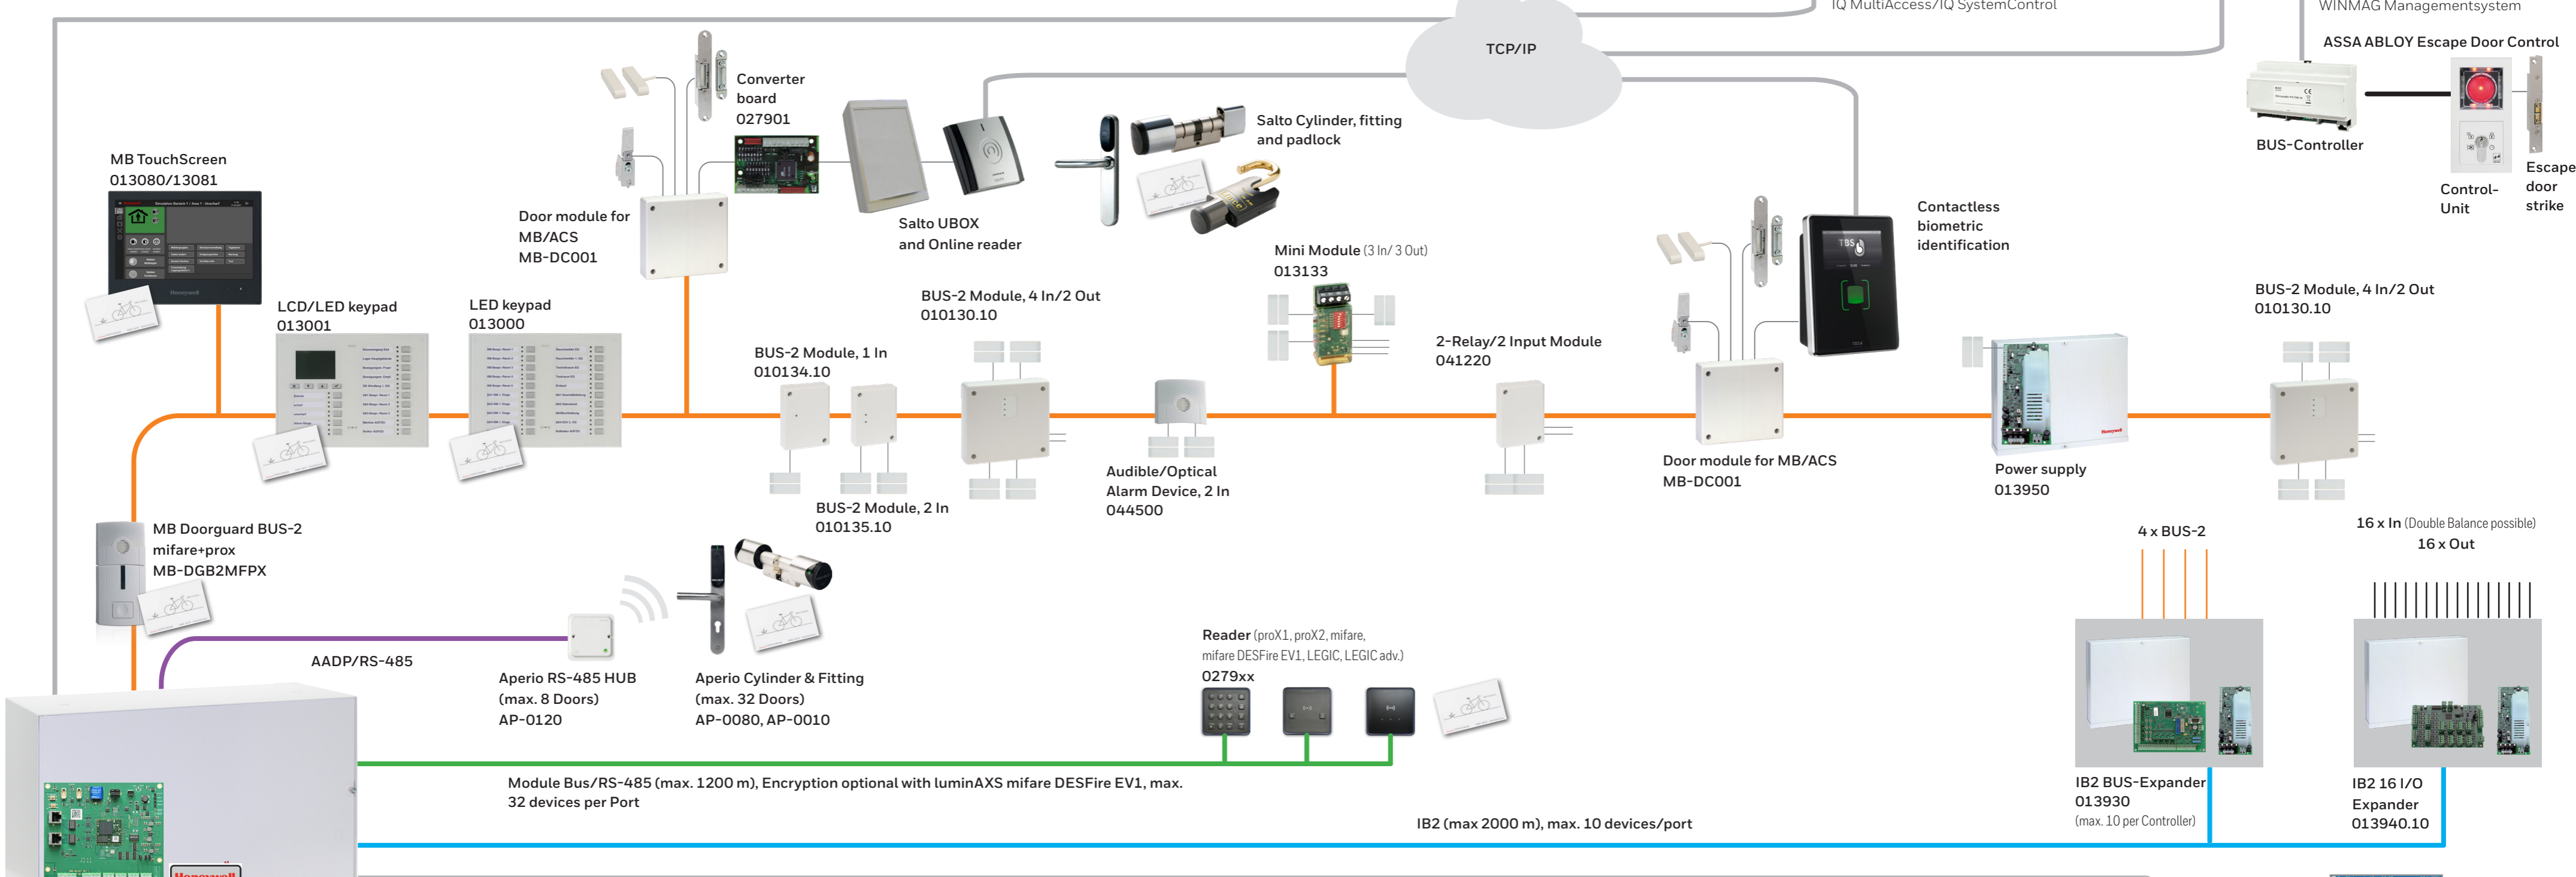 IQ MultiAccess/IQ SystemControl
WINMAG Managementsystem
TCP/IP
ASSA ABLOY Escape Door Control
BUS-Controller
Control-
Unit
Escape
door
strike
Converter
board
027901
Salto Cylinder, fitting
and padlock
MB TouchScreen
013080/13081
Honeywell
Door module for
MB/ACS
MB-DC001
Salto UBOX
and Online reader
Contactless
biometric
identification
TBS
Mini Module (3 In/ 3 Out)
013133
LCD/LED keypad
013001
LED keypad
013000
BUS-2 Module, 4 In/2 Out
010130.10
BUS-2 Module, 4 In/2 Out
010130.10
BUS-2 Module, 1 In
010134.10
2-Relay/2 Input Module
041220
BUS-2 Module, 2 In
010135.10
Audible/Optical
Alarm Device, 2 In
044500
Door module for MB/ACS
MB-DC001
Honeywell
Power supply
013950
MB Doorguard BUS-2
mifare+prox
MB-DGB2MFPX
4 x BUS-2
16 x In (Double Balance possible)
16 x Out
AADP/RS-485
Aperio RS-485 HUB
(max. 8 Doors)
AP-0120
Aperio Cylinder & Fitting
(max. 32 Doors)
AP-0080, AP-0010
Reader (proX1, proX2, mifare,
mifare DESFire EV1, LEGIC, LEGIC adv.)
0279xx
Module Bus/RS-485 (max. 1200 m), Encryption optional with luminAXS mifare DESFire EV1, max.
32 devices per Port
IB2 BUS-Expander
013930
(max. 10 per Controller)
IB2 16 I/O
Expander
013940.10
IB2 (max 2000 m), max. 10 devices/port
Honeywell